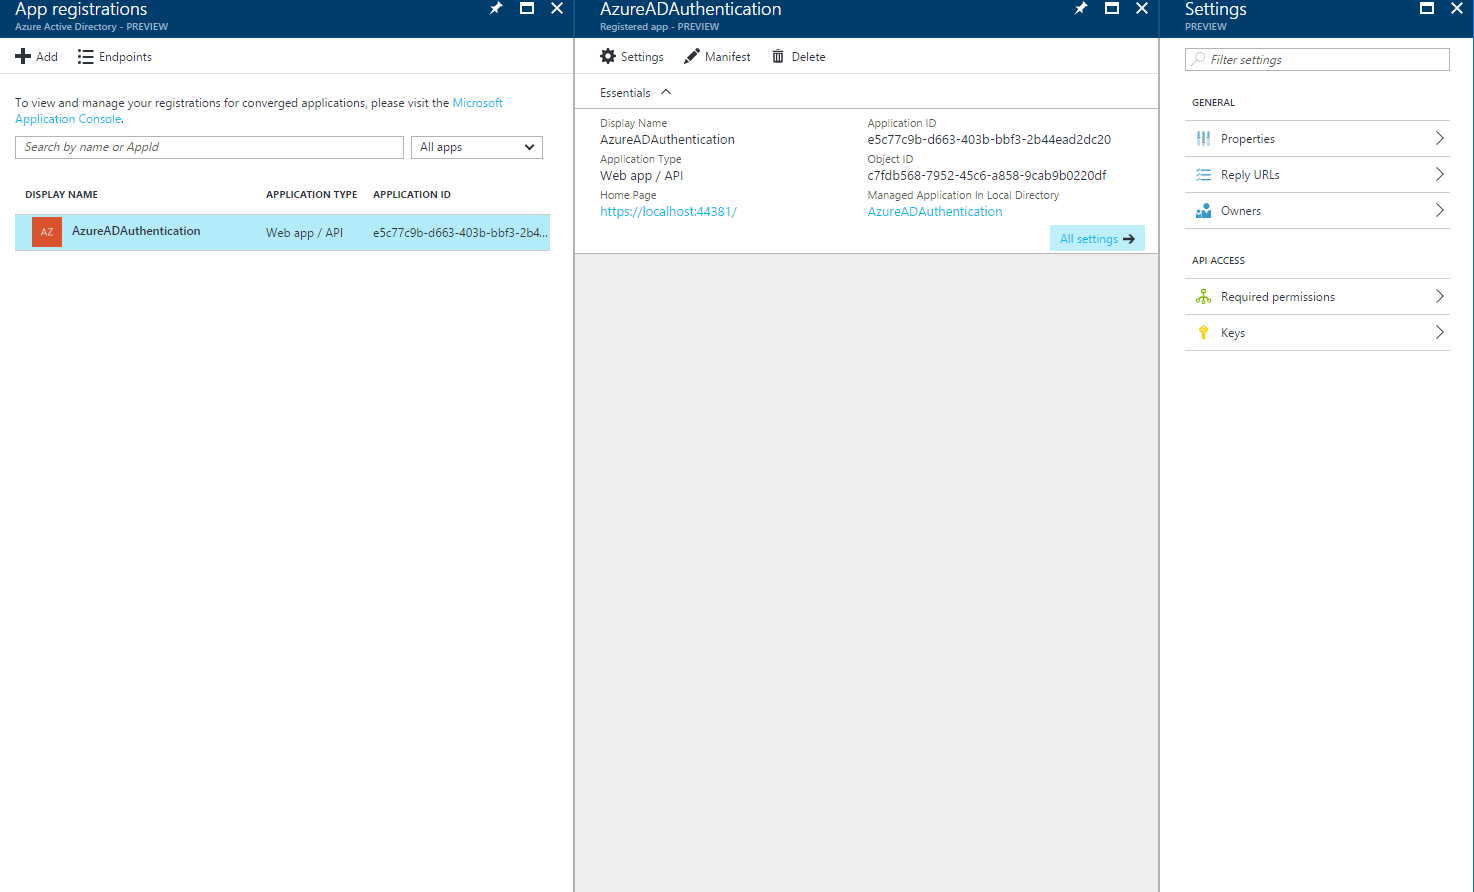 App registrations
Azure Active Directory - PREVIEW
Add
Endpoints
To view and manage your registrations for converged applications, please visit the Microsoft
Application Console.
Search by name or AppId
All apps
DISPLAY NAME
APPLICATION TYPE
APPLICATION ID
AZ
AzureADAuthentication
Web app / API
e5c77c9b-d663-403b-bbf3-2b4...
AzureADAuthentication
Registered app - PREVIEW
Settings
Manifest
Delete
Essentials
Display Name
AzureADAuthentication
Application Type
Web app / API
Home Page
https://localhost:44381/
Application ID
e5c77c9b-d663-403b-bbf3-2b44ead2dc20
Object ID
c7fdb568-7952-45c6-a858-9cab9b0220df
Managed Application In Local Directory
AzureADAuthentication
All settings
Settings
PREVIEW
Filter settings
GENERAL
Properties
Reply URLs
Owners
API ACCESS
Required permissions
Keys